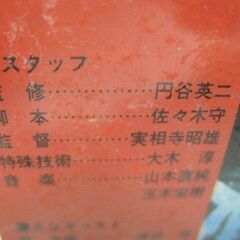 スタッフ
監修――――円谷英二
脚本――――佐々木守
監督――――実相寺昭雄
特殊技術――――大木淳
音楽――――山本直純
玉木宏樹